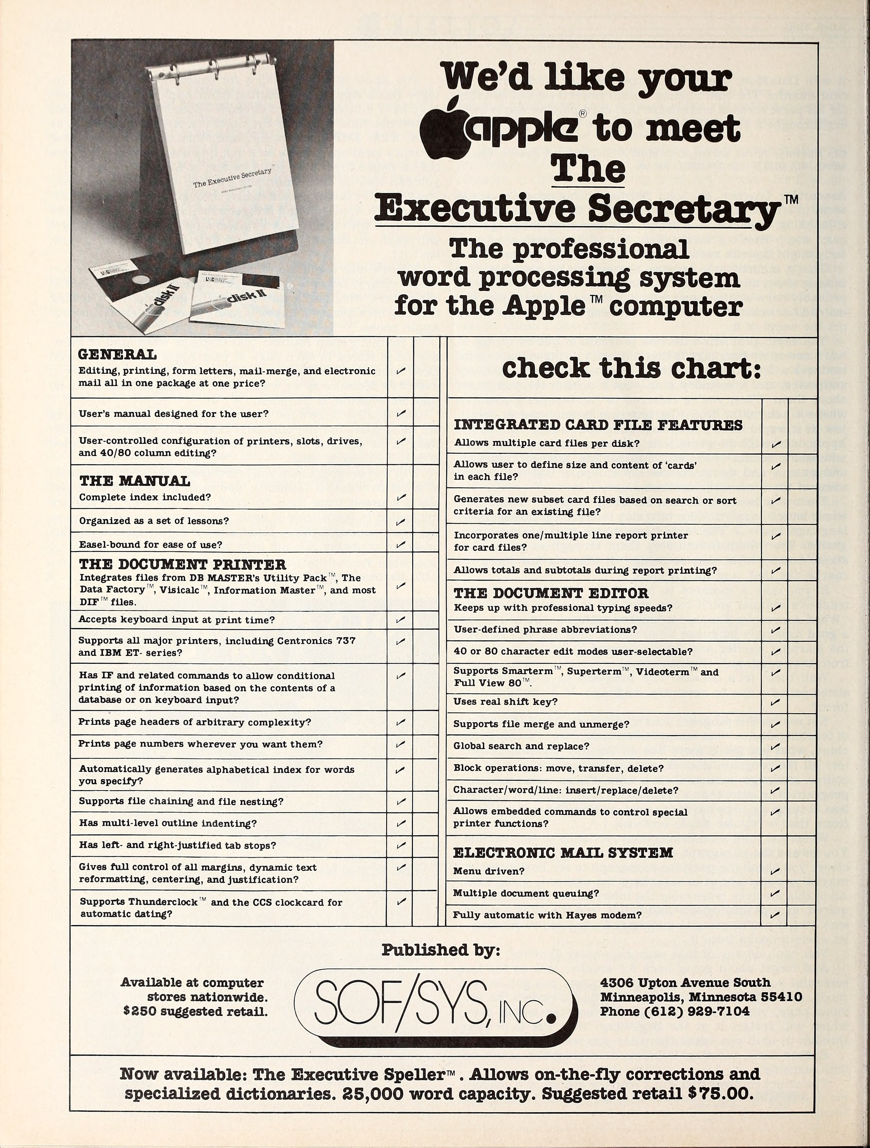 We'd like your
apple® to meet
The
Executive Secretary™
The professional
word processing system
for the Apple™ computer
The Executive Secretary™
disk II
disk II
GENERAL
Editing, printing, form letters, mail-merge, and electronic
mail all in one package at one price?
User's manual designed for the user?
User-controlled configuration of printers, slots, drives,
and 40/80 column editing?
THE MANUAL
Complete index included?
Organized as a set of lessons?
Easel-bound for ease of use?
THE DOCUMENT PRINTER
Integrates files from DB MASTER's Utility Pack™, The
Data Factory™, Visicalc™, Information Master™, and most
DIF™ files.
Accepts keyboard input at print time?
Supports all major printers, including Centronics 737
and IBM ET- series?
Has IF and related commands to allow conditional
printing of information based on the contents of a
database or on keyboard input?
Prints page headers of arbitrary complexity?
Prints page numbers wherever you want them?
Automatically generates alphabetical index for words
you specify?
Supports file chaining and file nesting?
Has multi-level outline indenting?
Has left- and right-justified tab stops?
Gives full control of all margins, dynamic text
reformatting, centering, and justification?
Supports Thunderclock™ and the CCS clockcard for
automatic dating?
check this chart:
INTEGRATED CARD FILE FEATURES
Allows multiple card files per disk?
Allows user to define size and content of 'cards'
in each file?
Generates new subset card files based on search or sort
criteria for an existing file?
Incorporates one/multiple line report printer
for card files?
Allows totals and subtotals during report printing?
THE DOCUMENT EDITOR
Keeps up with professional typing speeds?
User-defined phrase abbreviations?
40 or 80 character edit modes user-selectable?
Supports Smarterm™, Superterm™, Videoterm™ and
Full View 80™.
Uses real shift key?
Supports file merge and unmerge?
Global search and replace?
Block operations: move, transfer, delete?
Character/word/line: insert/replace/delete?
Allows embedded commands to control special
printer functions?
ELECTRONIC MAIL SYSTEM
Menu driven?
Multiple document queuing?
Fully automatic with Hayes modem?
Published by:
Available at computer
stores nationwide.
$250 suggested retail.
SOF/SYS, INC.
4306 Upton Avenue South
Minneapolis, Minnesota 55410
Phone (612) 929-7104
Now available: The Executive Speller™. Allows on-the-fly corrections and
specialized dictionaries. 25,000 word capacity. Suggested retail $75.00.